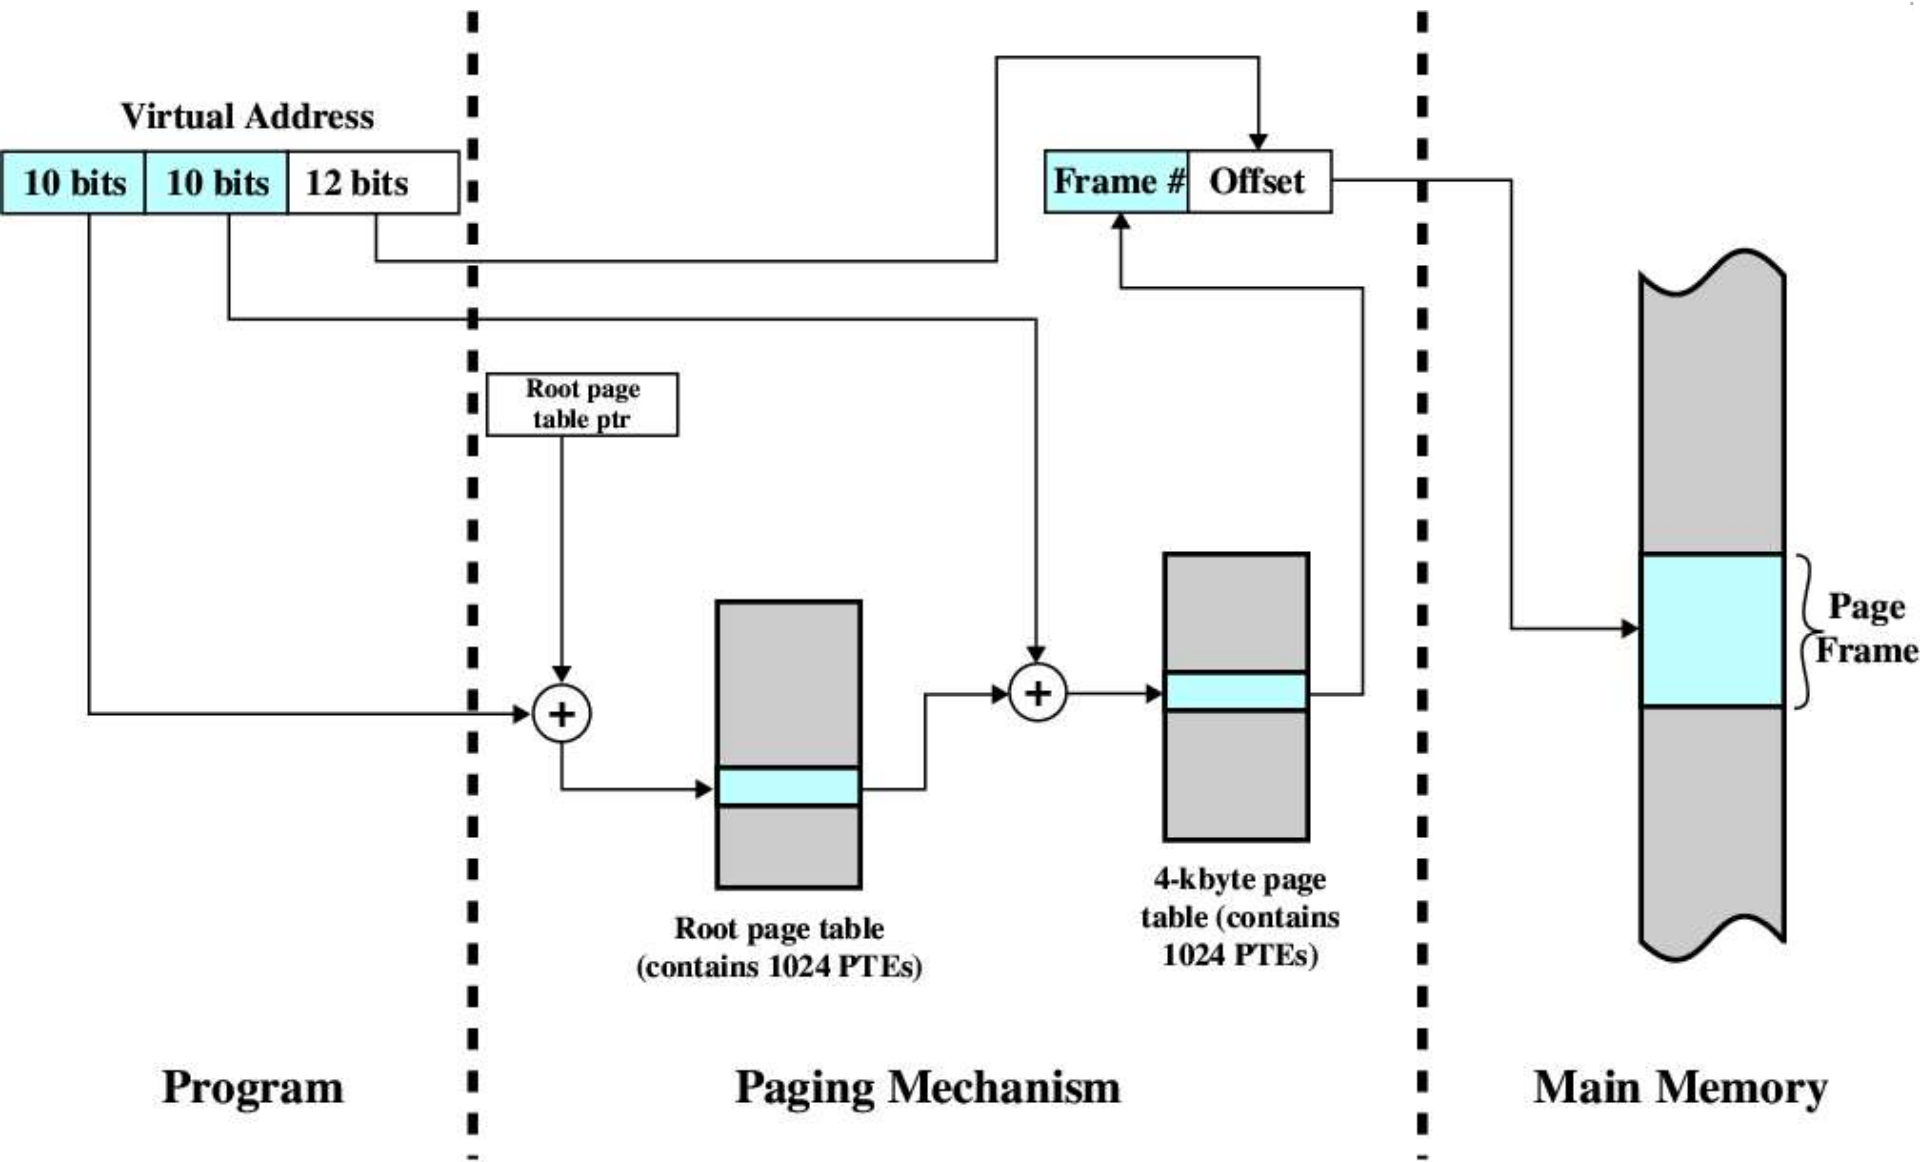 Virtual Address
10 bits
10 bits
12 bits
Frame #
Offset
Root page
table ptr
+
+
Page
Frame
Root page table
(contains 1024 PTEs)
4-kbyte page
table (contains
1024 PTEs)
Program
Paging Mechanism
Main Memory